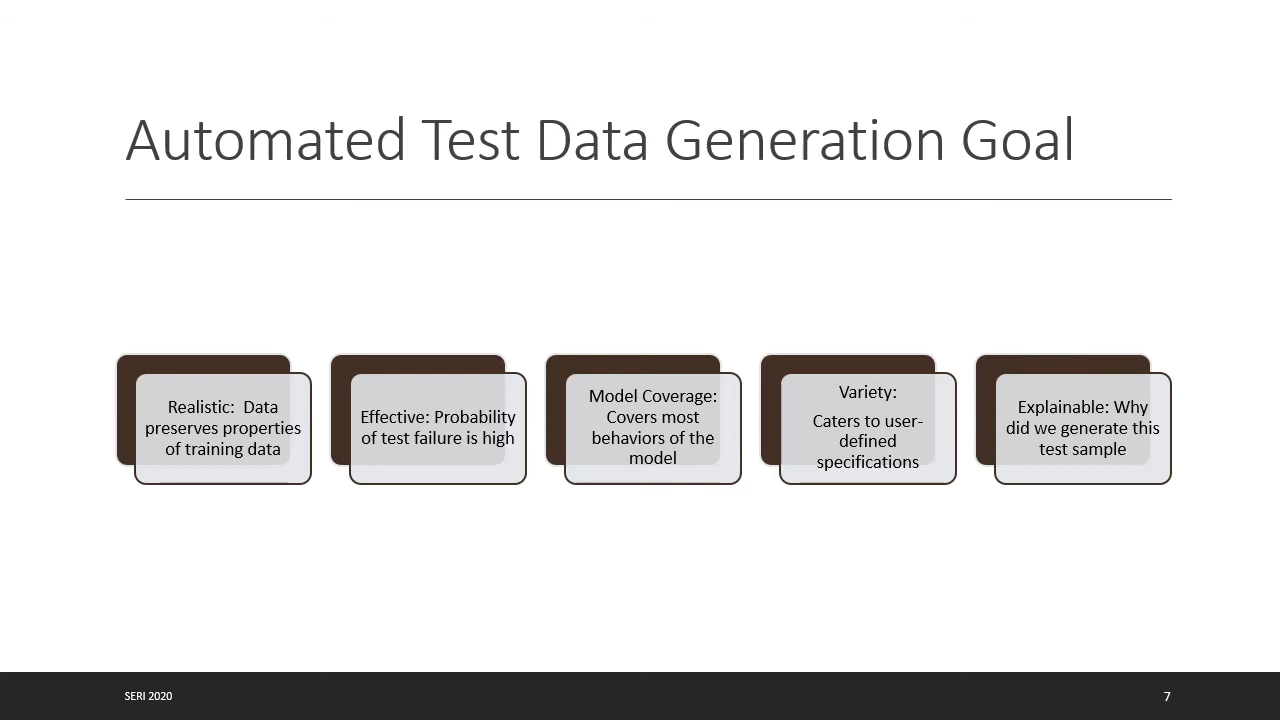 Automated Test Data Generation Goal
Realistic:  Data
preserves properties
of training data
Effective: Probability
of test failure is high
Model Coverage:
Covers most
behaviors of the
model
Variety:
Caters to user-
defined
specifications
Explainable: Why
did we generate this
test sample
SERI 2020
7